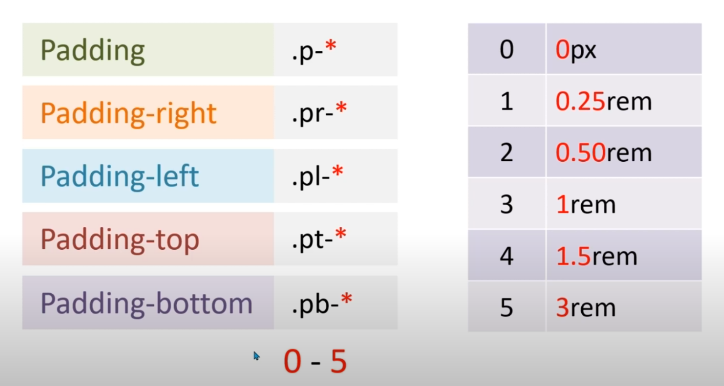 Padding .p-*
Padding-right .pr-*
Padding-left .pl-*
Padding-top .pt-*
Padding-bottom .pb-*
0 - 5
0 0px
1 0.25rem
2 0.50rem
3 1rem
4 1.5rem
5 3rem